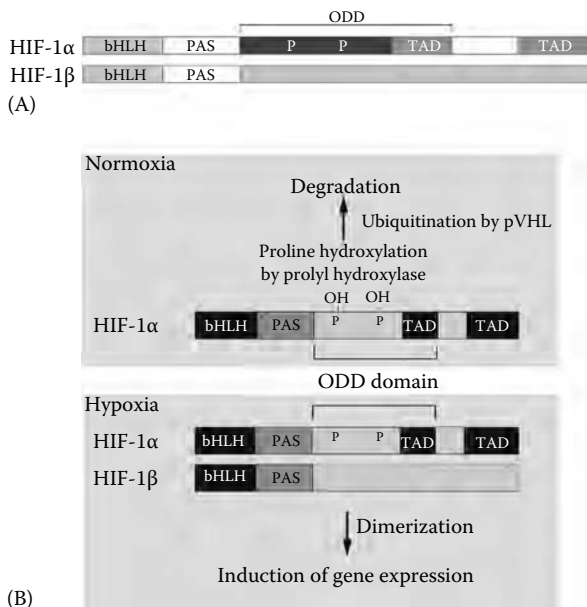 ODD
HIF-1α bHLH PAS P P TAD TAD
HIF-1β bHLH PAS
(A)
Normoxia
Degradation
Ubiquitination by pVHL
Proline hydroxylation
by prolyl hydroxylase
OH OH
HIF-1α bHLH PAS P P TAD TAD
ODD domain
Hypoxia
HIF-1α bHLH PAS P P TAD TAD
HIF-1β bHLH PAS
Dimerization
Induction of gene expression
(B)